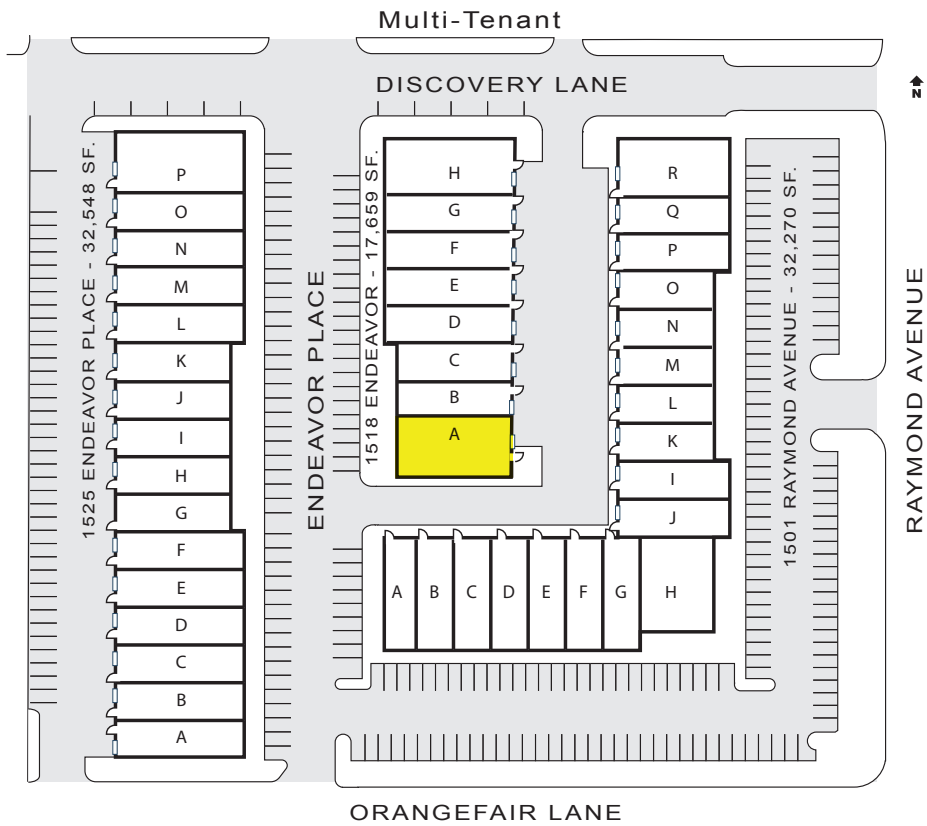 Multi-Tenant
DISCOVERY LANE
N
1525 ENDEAVOR PLACE - 32,548 SF.
P
O
N
M
L
K
J
I
H
G
F
E
D
C
B
A
ENDEAVOR PLACE
1518 ENDEAVOR - 17,659 SF.
H
G
F
E
D
C
B
A
R
Q
P
O
N
M
L
K
I
J
A B C D E F G H
1501 RAYMOND AVENUE - 32,270 SF.
RAYMOND AVENUE
ORANGEFAIR LANE